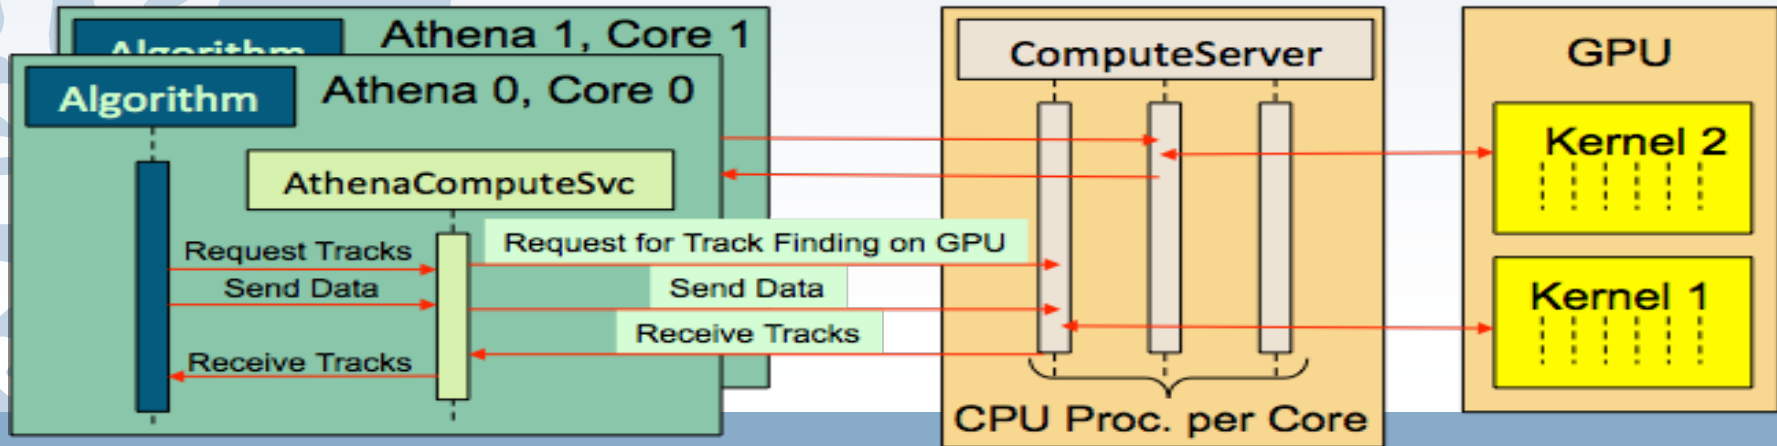 Algorithm
Athena 1, Core 1
Algorithm
Athena 0, Core 0
AthenaComputeSvc
Request Tracks
Send Data
Receive Tracks
Request for Track Finding on GPU
Send Data
Receive Tracks
ComputeServer
CPU Proc. per Core
GPU
Kernel 2
Kernel 1